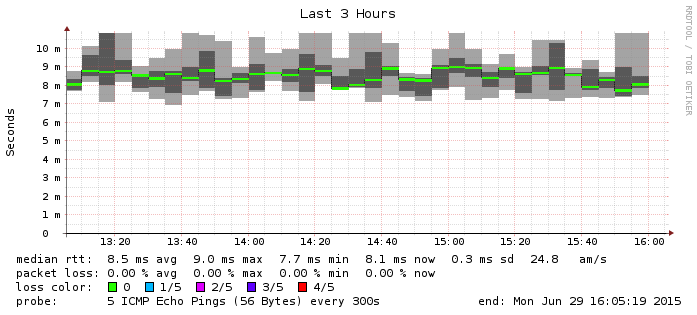 Last 3 Hours
RRDTOOL / TOBI OETIKER
Seconds
10 m
9 m
8 m
7 m
6 m
5 m
4 m
3 m
2 m
1 m
0
13:20 13:40 14:00 14:20 14:40 15:00 15:20 15:40 16:00
median rtt: 8.5 ms avg 9.0 ms max 7.7 ms min 8.1 ms now 0.3 ms sd 24.8 am/s
packet loss: 0.00 % avg 0.00 % max 0.00 % min 0.00 % now
loss color: 0 1/5 2/5 3/5 4/5
probe: 5 ICMP Echo Pings (56 Bytes) every 300s end: Mon Jun 29 16:05:19 2015